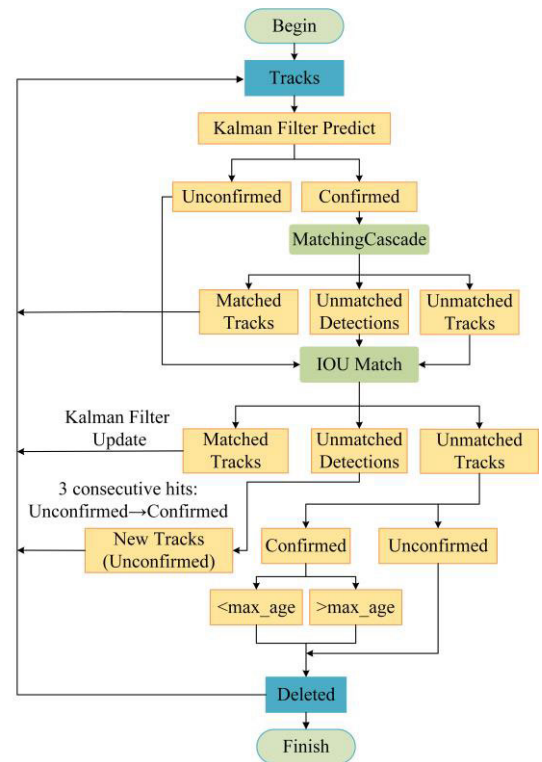 Begin
Tracks
Kalman Filter Predict
Unconfirmed
Confirmed
MatchingCascade
Matched
Tracks
Unmatched
Detections
Unmatched
Tracks
IOU Match
Kalman Filter
Update
Matched
Tracks
Unmatched
Detections
Unmatched
Tracks
3 consecutive hits:
Unconfirmed→Confirmed
New Tracks
(Unconfirmed)
Confirmed
Unconfirmed
<max_age
>max_age
Deleted
Finish